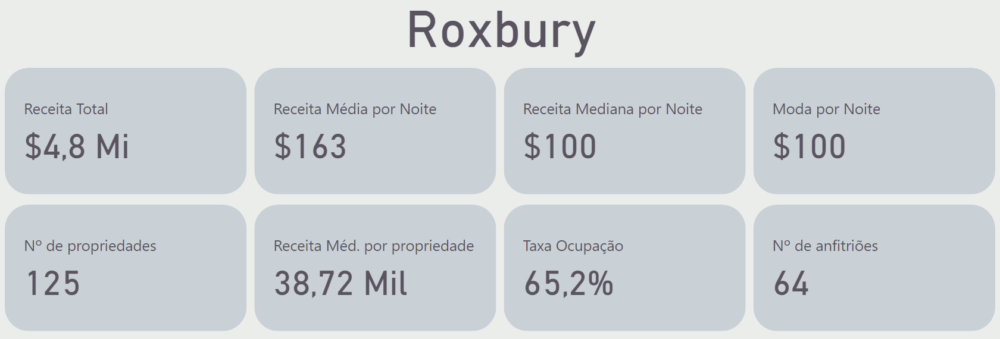 Roxbury
Receita Total
$4,8 Mi
Receita Média por Noite
$163
Receita Mediana por Noite
$100
Moda por Noite
$100
Nº de propriedades
125
Receita Méd. por propriedade
38,72 Mil
Taxa Ocupação
65,2%
Nº de anfitriões
64